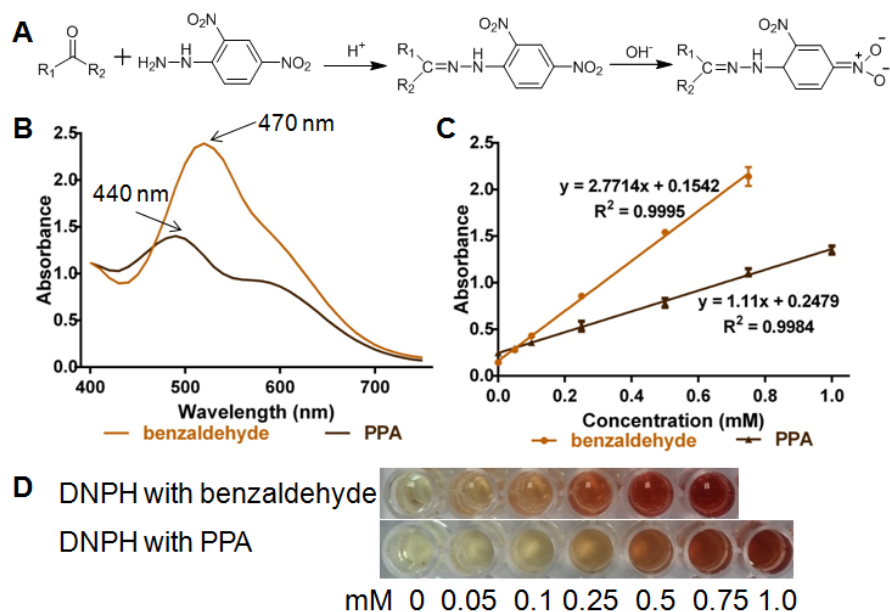 A
O
R₁ R₂
+
H₂N
H
N
O₂N
NO₂
H⁺
R₁
R₂
C=N-N
H
O₂N
NO₂
OH⁻
R₁
R₂
C=N-N
H
O₂N
N⁺
O⁻
O⁻
B
470 nm
440 nm
Absorbance
2.5
2.0
1.5
1.0
0.5
0.0
400 500 600 700
Wavelength (nm)
benzaldehyde PPA
C
y = 2.7714x + 0.1542
R² = 0.9995
y = 1.11x + 0.2479
R² = 0.9984
Absorbance
2.5
2.0
1.5
1.0
0.5
0.0
0.0 0.2 0.4 0.6 0.8 1.0
Concentration (mM)
benzaldehyde PPA
D DNPH with benzaldehyde
DNPH with PPA
mM 0 0.05 0.1 0.25 0.5 0.75 1.0